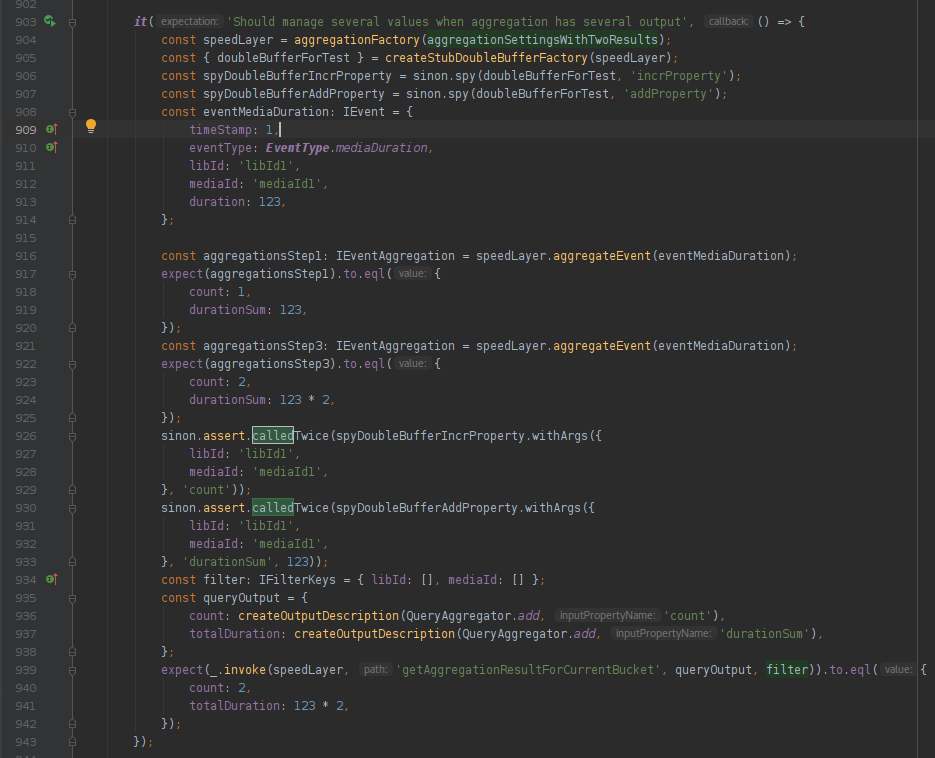 902
903 it( expectation: 'Should manage several values when aggregation has several output', callback: () => {
904 const speedLayer = aggregationFactory(aggregationSettingsWithTwoResults);
905 const { doubleBufferForTest } = createStubDoubleBufferFactory(speedLayer);
906 const spyDoubleBufferIncrProperty = sinon.spy(doubleBufferForTest, 'incrProperty');
907 const spyDoubleBufferAddProperty = sinon.spy(doubleBufferForTest, 'addProperty');
908 const eventMediaDuration: IEvent = {
909 timeStamp: 1,
910 eventType: EventType.mediaDuration,
911 libId: 'libId1',
912 mediaId: 'mediaId1',
913 duration: 123,
914 };
915
916 const aggregationsStep1: IEventAggregation = speedLayer.aggregateEvent(eventMediaDuration);
917 expect(aggregationsStep1).to.eql( value: {
918 count: 1,
919 durationSum: 123,
920 });
921 const aggregationsStep3: IEventAggregation = speedLayer.aggregateEvent(eventMediaDuration);
922 expect(aggregationsStep3).to.eql( value: {
923 count: 2,
924 durationSum: 123 * 2,
925 });
926 sinon.assert.calledTwice(spyDoubleBufferIncrProperty.withArgs({
927 libId: 'libId1',
928 mediaId: 'mediaId1',
929 }, 'count'));
930 sinon.assert.calledTwice(spyDoubleBufferAddProperty.withArgs({
931 libId: 'libId1',
932 mediaId: 'mediaId1',
933 }, 'durationSum', 123));
934 const filter: IFilterKeys = { libId: [], mediaId: [] };
935 const queryOutput = {
936 count: createOutputDescription(QueryAggregator.add, inputPropertyName: 'count'),
937 totalDuration: createOutputDescription(QueryAggregator.add, inputPropertyName: 'durationSum'),
938 };
939 expect(_.invoke(speedLayer, path: 'getAggregationResultForCurrentBucket', queryOutput, filter)).to.eql( value: {
940 count: 2,
941 totalDuration: 123 * 2,
942 });
943 });